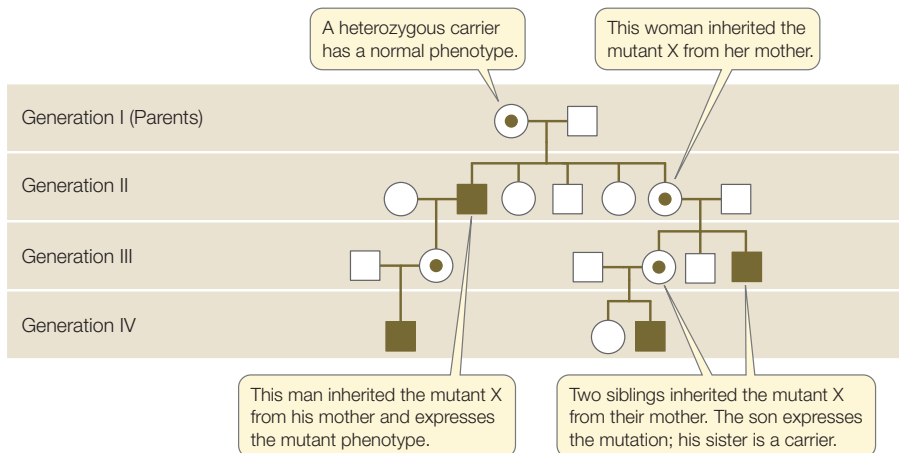 A heterozygous carrier
has a normal phenotype.
This woman inherited the
mutant X from her mother.
Generation I (Parents)
Generation II
Generation III
Generation IV
This man inherited the mutant X
from his mother and expresses
the mutant phenotype.
Two siblings inherited the mutant X
from their mother. The son expresses
the mutation; his sister is a carrier.